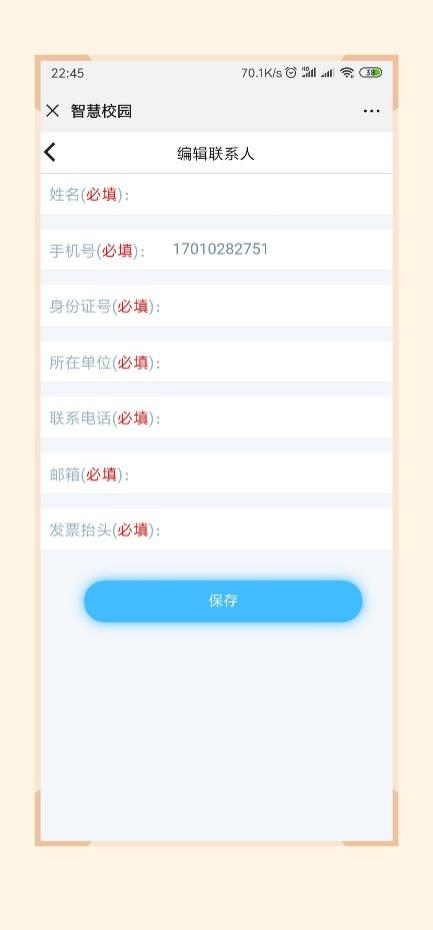 22:45 70.1K/s HD 38
智慧校园
编辑联系人
姓名(必填):
手机号(必填): 17010282751
身份证号(必填):
所在单位(必填):
联系电话(必填):
邮箱(必填):
发票抬头(必填):
保存